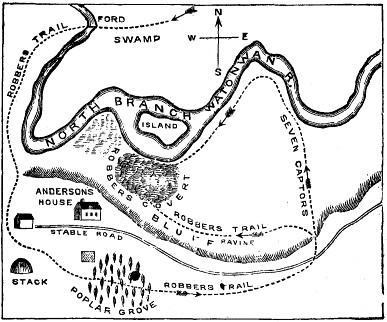 N
FORD
SWAMP
W E
S
ROBBERS TRAIL
NORTH BRANCH WATONWAN R.
ISLAND
SEVEN CAPTORS
ROBBERS COVERT
ANDERSONS
HOUSE
ROBBERS TRAIL
BLUFF
RAVINE
STABLE ROAD
STACK
ROBBERS TRAIL
POPLAR GROVE